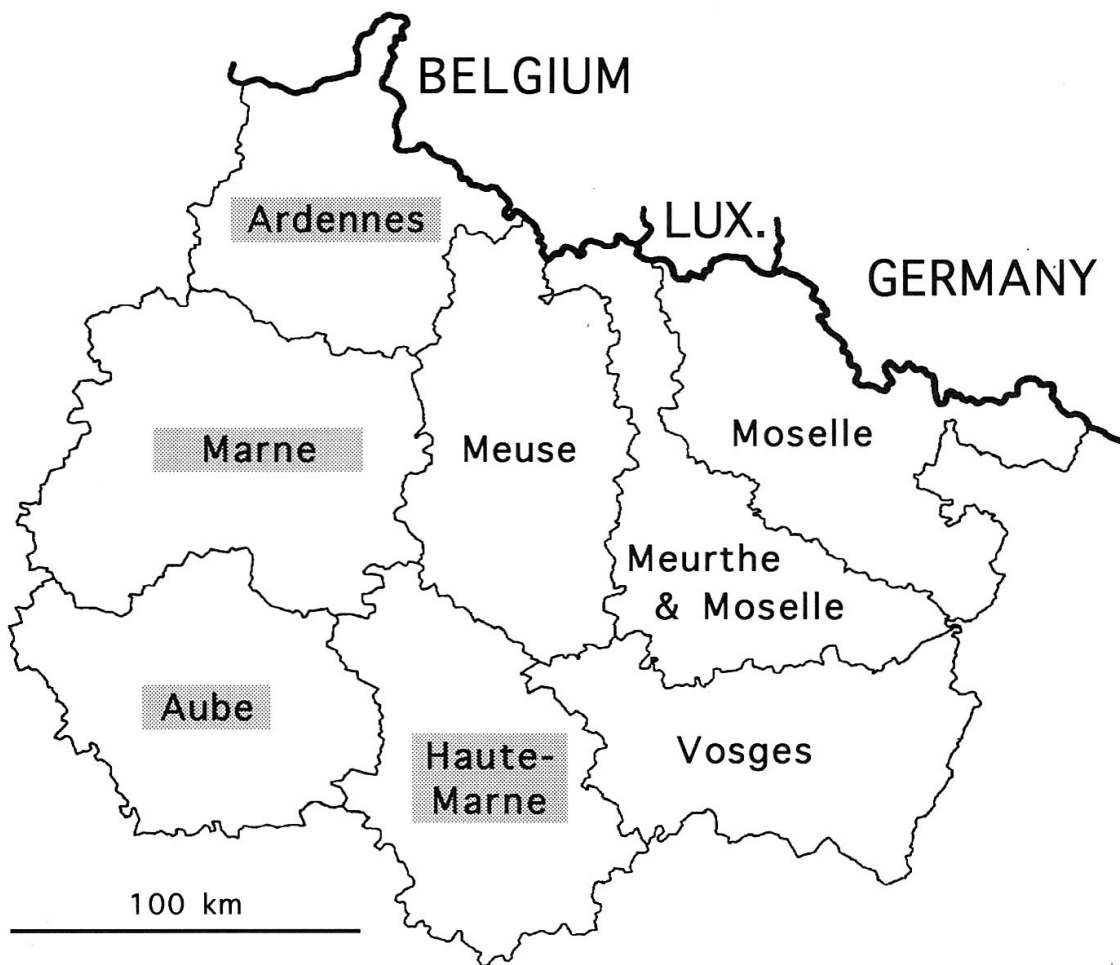 BELGIUM
Ardennes
LUX.
GERMANY
Marne
Meuse
Moselle
Meurthe
& Moselle
Aube
Haute-
Marne
Vosges
100 km